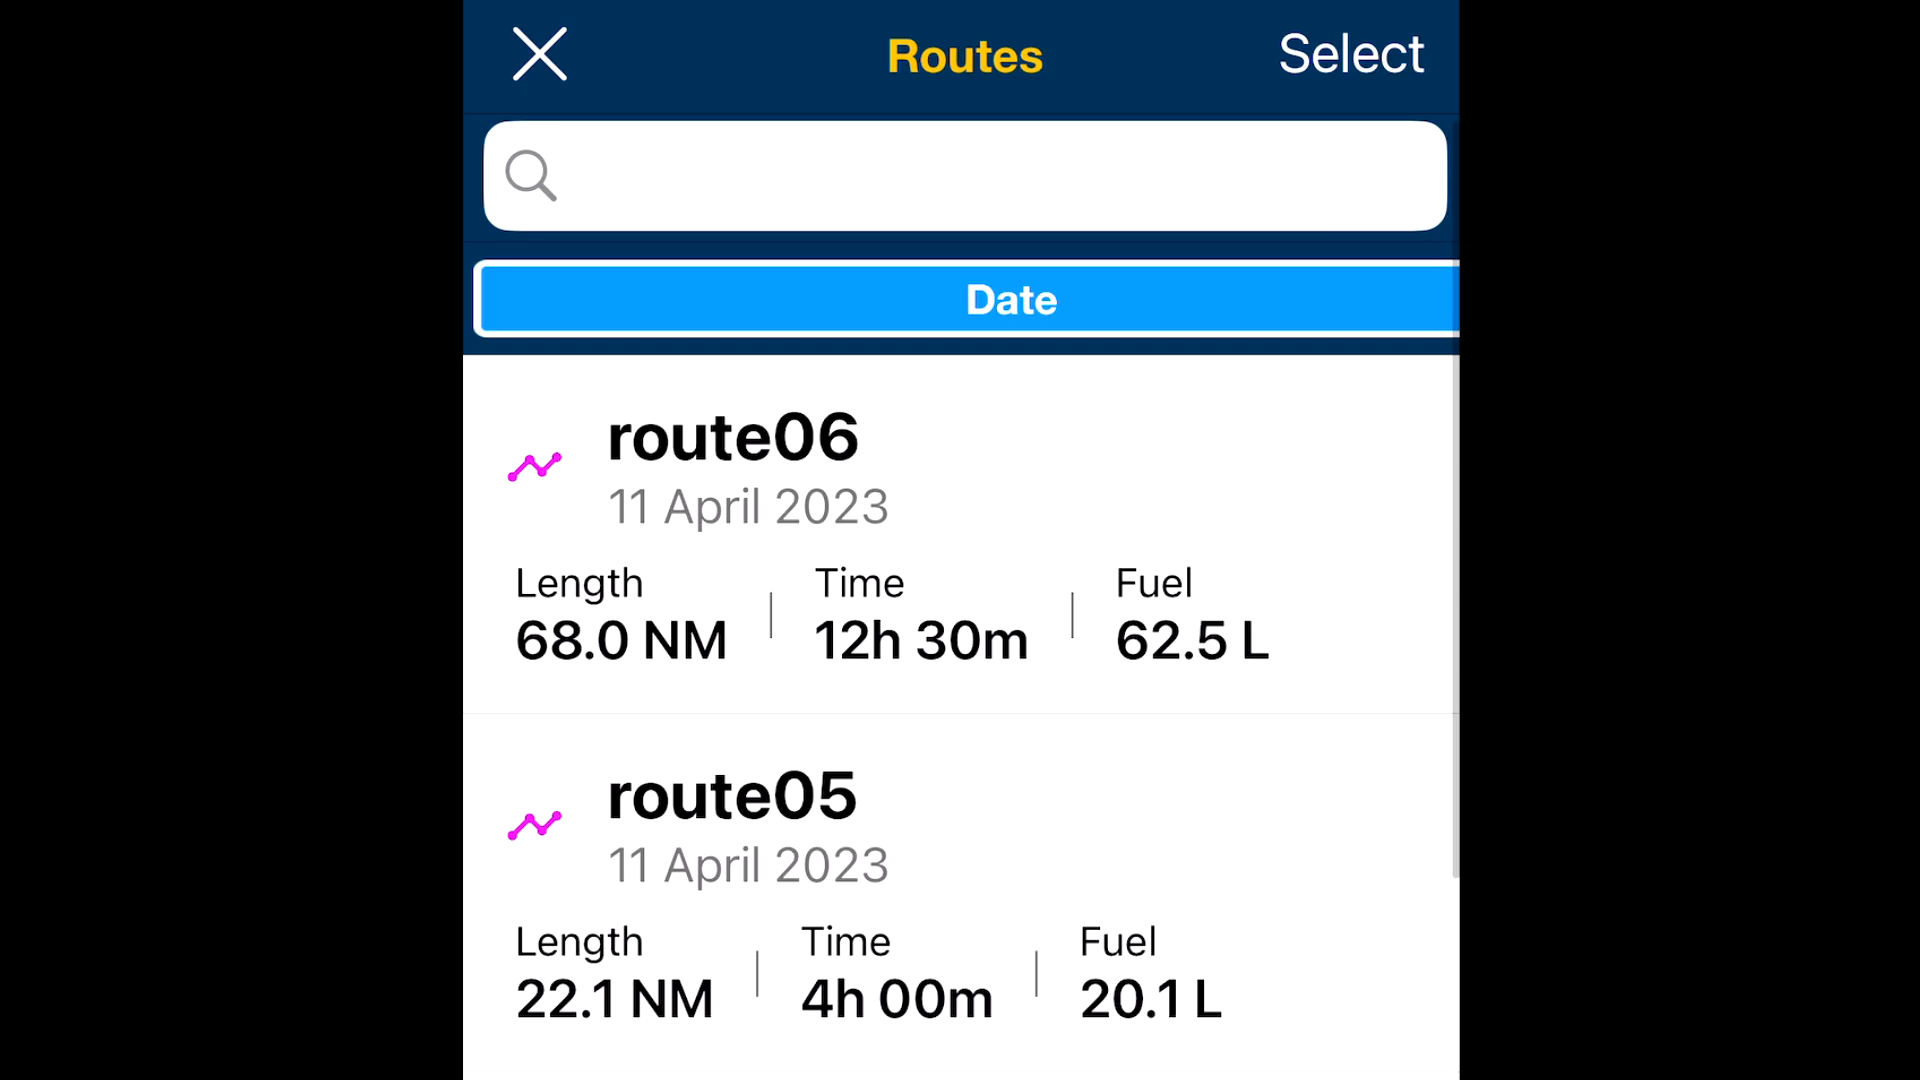 Routes Select
Date
route06
11 April 2023
Length Time Fuel
68.0 NM 12h 30m 62.5 L
route05
11 April 2023
Length Time Fuel
22.1 NM 4h 00m 20.1 L